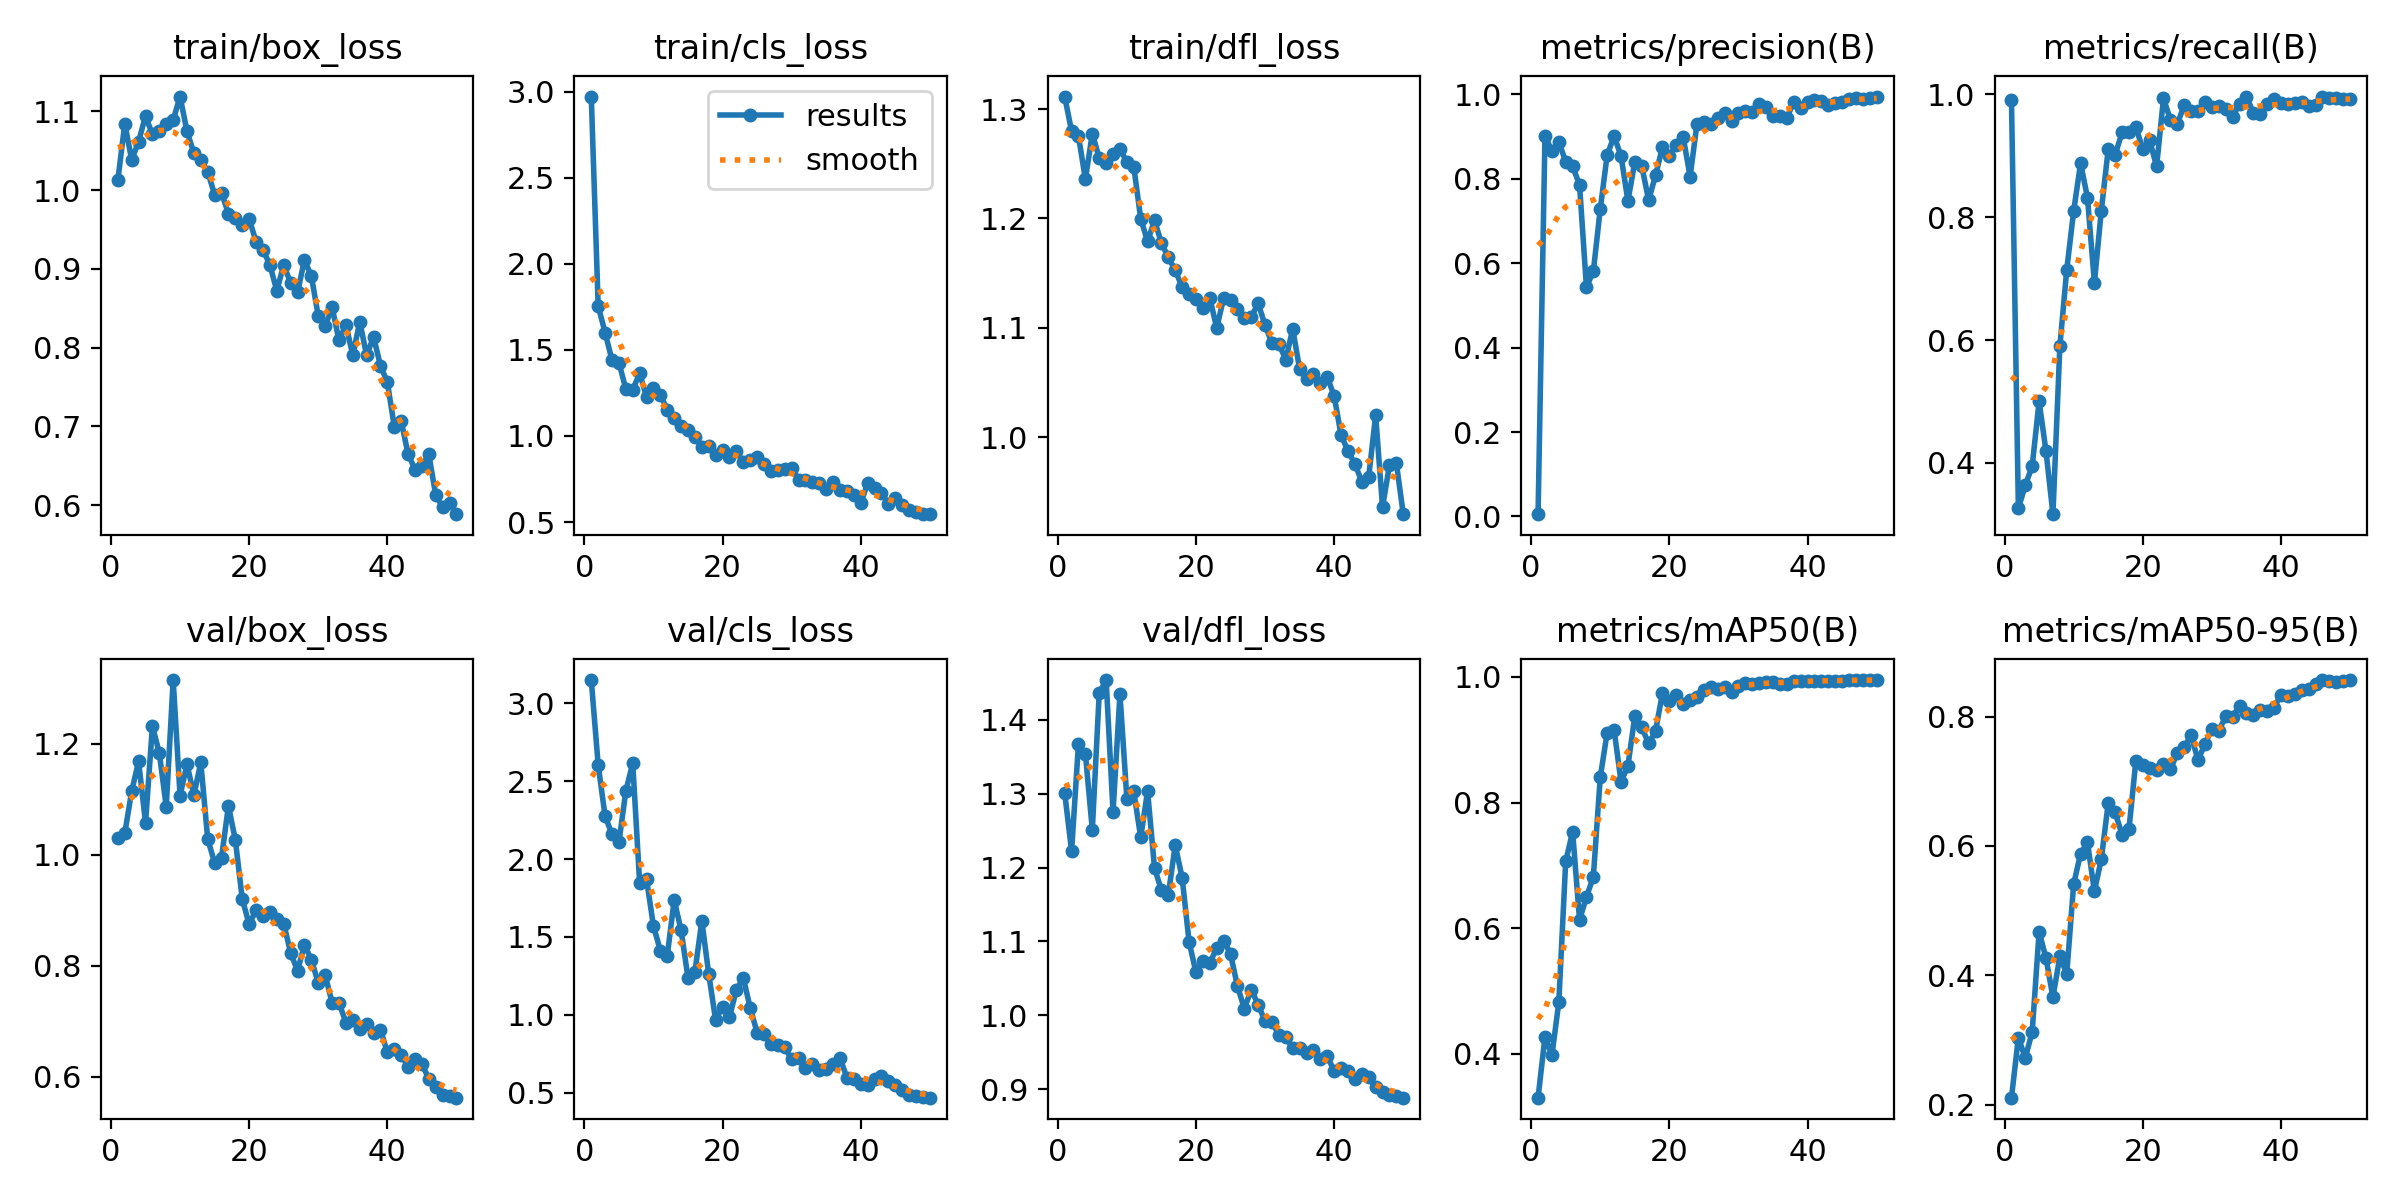 train/box_loss
1.1
1.0
0.9
0.8
0.7
0.6
0 20 40
train/cls_loss
results
smooth
3.0
2.5
2.0
1.5
1.0
0.5
0 20 40
train/dfl_loss
1.3
1.2
1.1
1.0
0 20 40
metrics/precision(B)
1.0
0.8
0.6
0.4
0.2
0.0
0 20 40
metrics/recall(B)
1.0
0.8
0.6
0.4
0 20 40
val/box_loss
1.2
1.0
0.8
0.6
0 20 40
val/cls_loss
3.0
2.5
2.0
1.5
1.0
0.5
0 20 40
val/dfl_loss
1.4
1.3
1.2
1.1
1.0
0.9
0 20 40
metrics/mAP50(B)
1.0
0.8
0.6
0.4
0 20 40
metrics/mAP50-95(B)
0.8
0.6
0.4
0.2
0 20 40